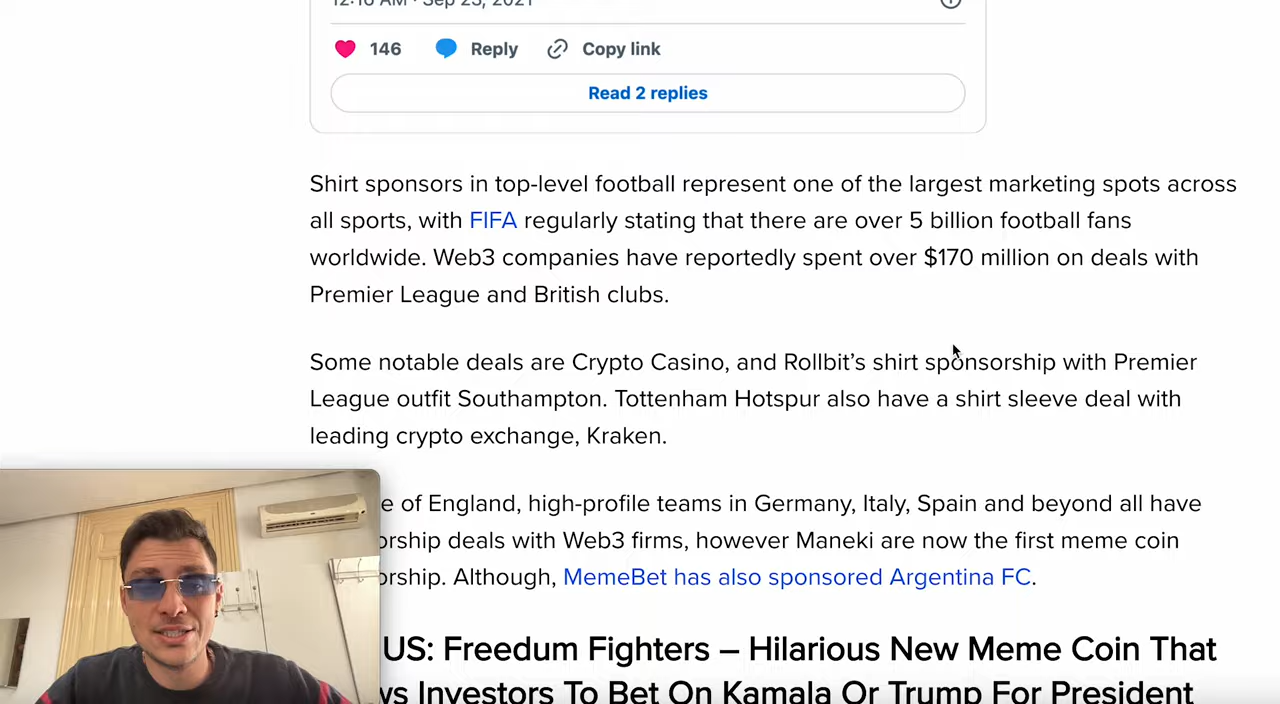 12:16 AM · Sep 23, 2021
146 Reply Copy link
Read 2 replies
Shirt sponsors in top-level football represent one of the largest marketing spots across
all sports, with FIFA regularly stating that there are over 5 billion football fans
worldwide. Web3 companies have reportedly spent over $170 million on deals with
Premier League and British clubs.
Some notable deals are Crypto Casino, and Rollbit’s shirt sponsorship with Premier
League outfit Southampton. Tottenham Hotspur also have a shirt sleeve deal with
leading crypto exchange, Kraken.
of England, high-profile teams in Germany, Italy, Spain and beyond all have
deals with Web3 firms, however Maneki are now the first meme coin
Although, MemeBet has also sponsored Argentina FC.
US: Freedum Fighters – Hilarious New Meme Coin That
Investors To Bet On Kamala Or Trump For President